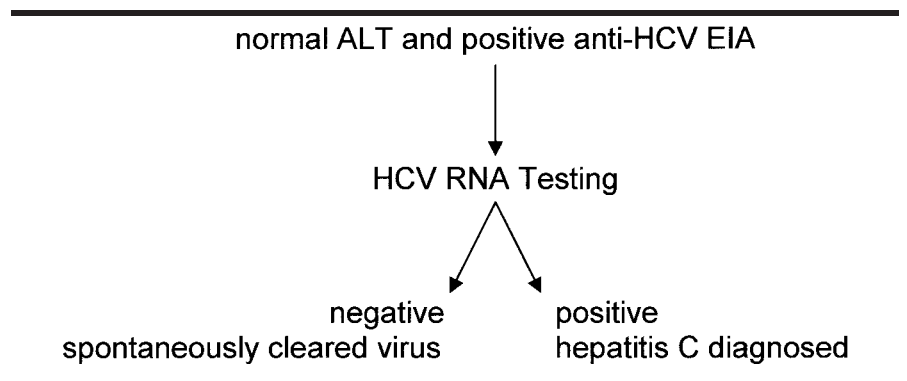 normal ALT and positive anti-HCV EIA
HCV RNA Testing
negative
spontaneously cleared virus
positive
hepatitis C diagnosed